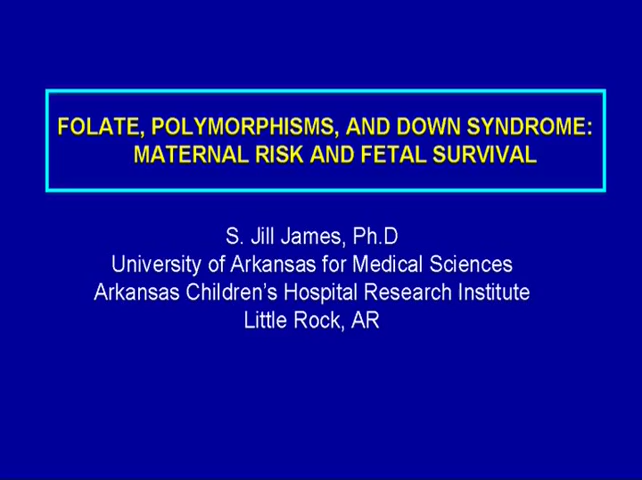 FOLATE, POLYMORPHISMS, AND DOWN SYNDROME:
MATERNAL RISK AND FETAL SURVIVAL
S. Jill James, Ph.D
University of Arkansas for Medical Sciences
Arkansas Children's Hospital Research Institute
Little Rock, AR